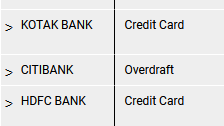 > KOTAK BANK Credit Card
> CITIBANK Overdraft
> HDFC BANK Credit Card